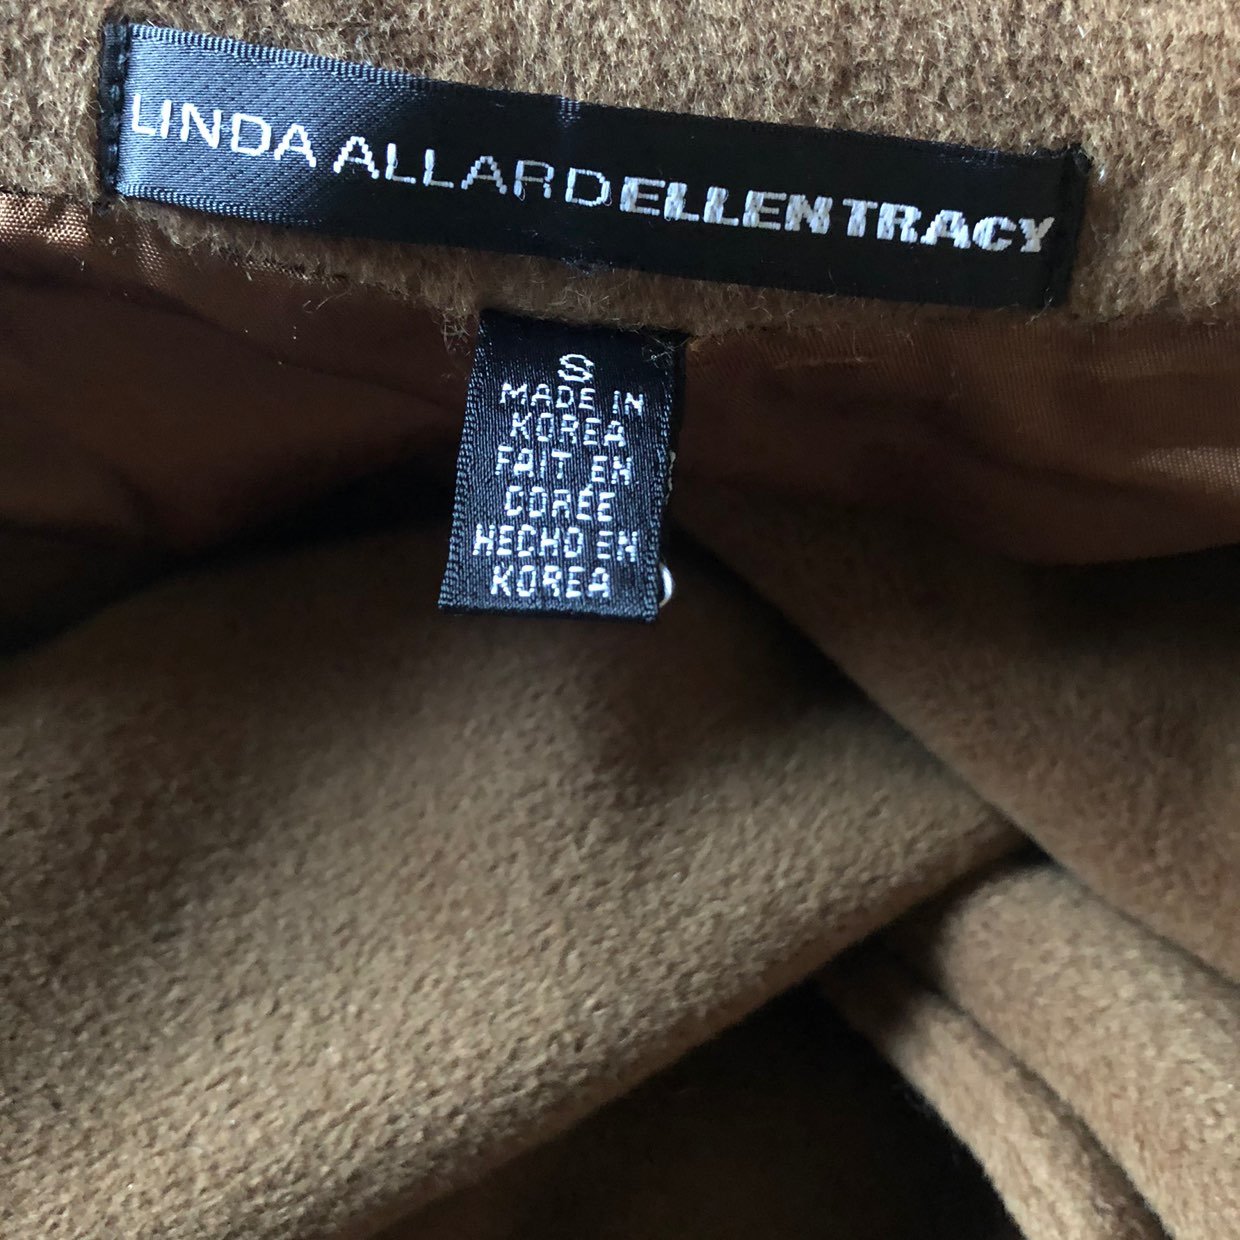 LINDA ALLARD ELLEN TRACY
S
MADE IN
KOREA
FAIT EN
CORÉE
HECHO EN
KOREA